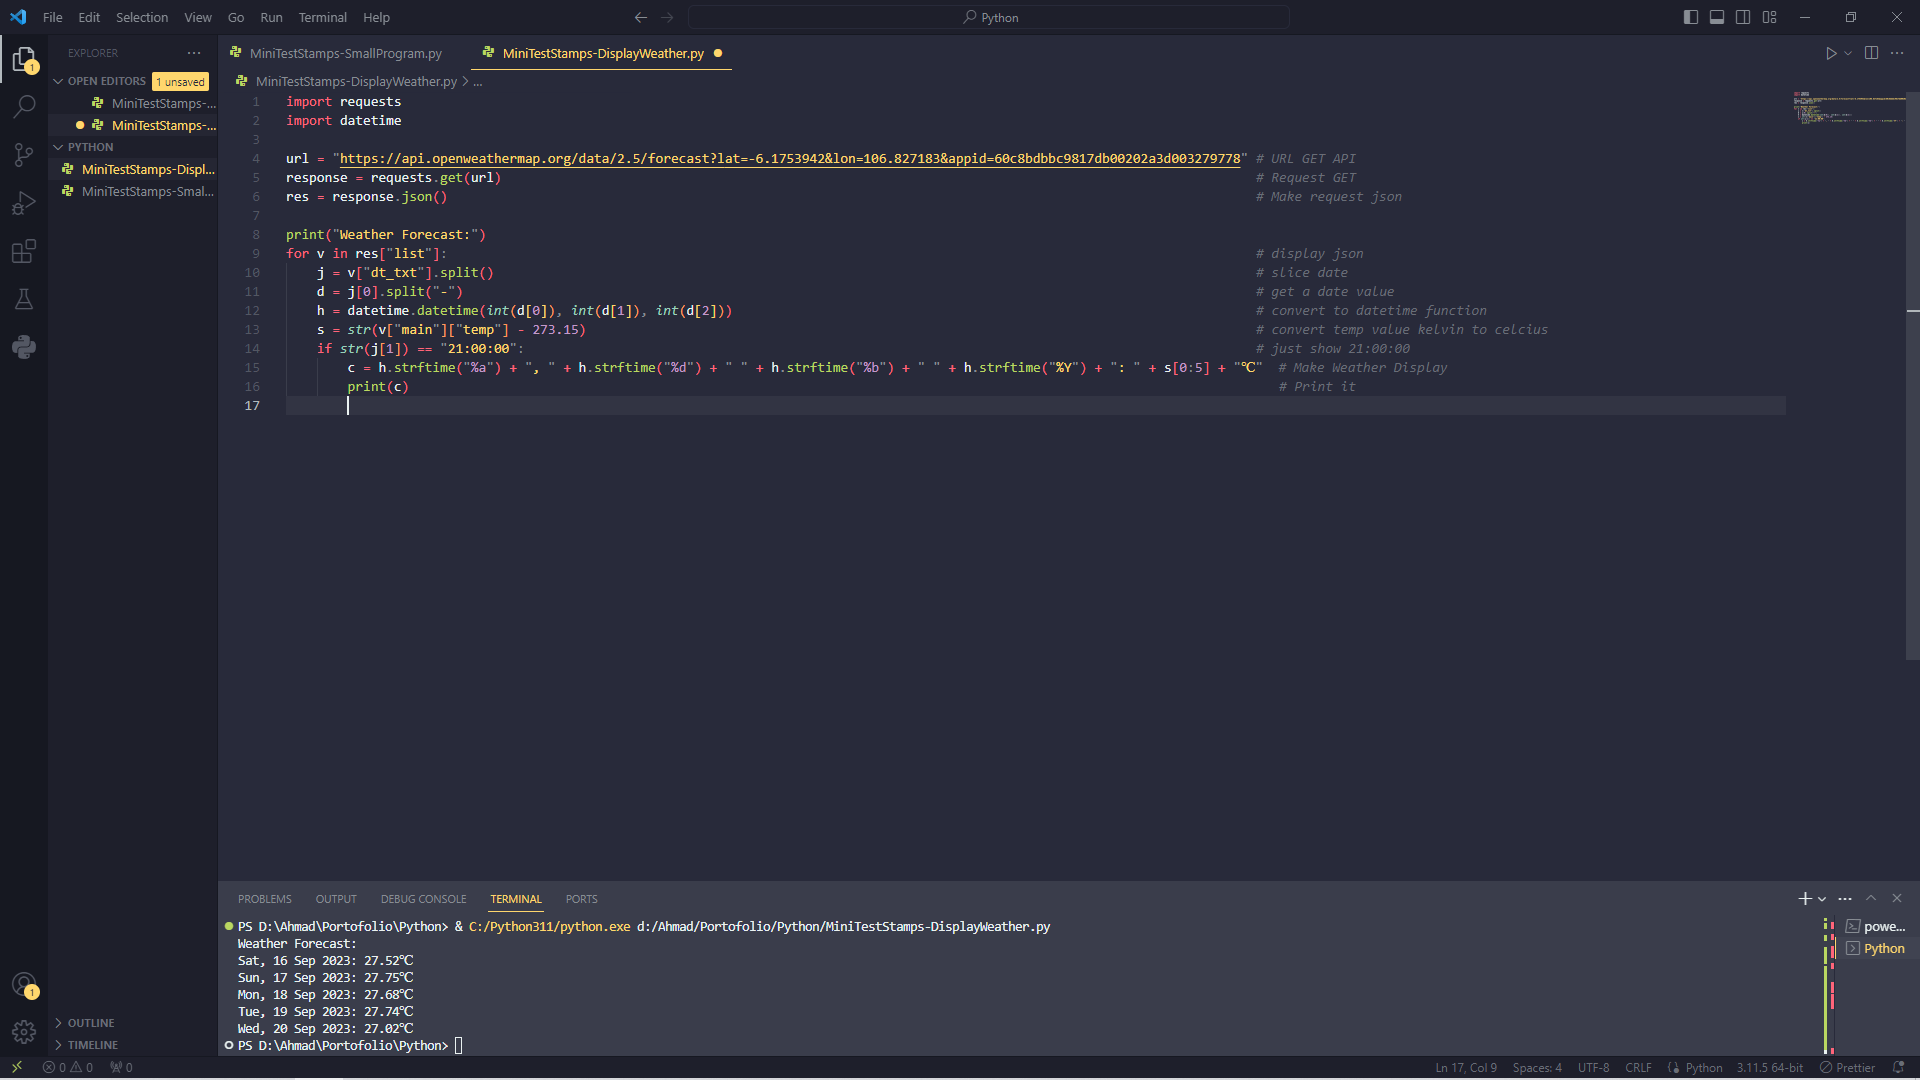 File Edit Selection View Go Run Terminal Help
Python
EXPLORER
OPEN EDITORS 1 unsaved
MiniTestStamps-...
MiniTestStamps-...
PYTHON
MiniTestStamps-Displ...
MiniTestStamps-Smal...
OUTLINE
TIMELINE
1
1
MiniTestStamps-SmallProgram.py MiniTestStamps-DisplayWeather.py
MiniTestStamps-DisplayWeather.py > ...
1 import requests
2 import datetime
3
4 url = "https://api.openweathermap.org/data/2.5/forecast?lat=-6.1753942&lon=106.827183&appid=60c8bdbbc9817db00202a3d003279778" # URL GET API
5 response = requests.get(url) # Request GET
6 res = response.json() # Make request json
7
8 print("Weather Forecast:")
9 for v in res["list"]: # display json
10 j = v["dt_txt"].split() # slice date
11 d = j[0].split("-") # get a date value
12 h = datetime.datetime(int(d[0]), int(d[1]), int(d[2])) # convert to datetime function
13 s = str(v["main"]["temp"] - 273.15) # convert temp value kelvin to celcius
14 if str(j[1]) == "21:00:00": # just show 21:00:00
15 c = h.strftime("%a") + ", " + h.strftime("%d") + " " + h.strftime("%b") + " " + h.strftime("%Y") + ": " + s[0:5] + "℃" # Make Weather Display
16 print(c) # Print it
17
PROBLEMS OUTPUT DEBUG CONSOLE TERMINAL PORTS
PS D:\Ahmad\Portofolio\Python> & C:/Python311/python.exe d:/Ahmad/Portofolio/Python/MiniTestStamps-DisplayWeather.py
Weather Forecast:
Sat, 16 Sep 2023: 27.52℃
Sun, 17 Sep 2023: 27.75℃
Mon, 18 Sep 2023: 27.68℃
Tue, 19 Sep 2023: 27.74℃
Wed, 20 Sep 2023: 27.02℃
PS D:\Ahmad\Portofolio\Python>
powe...
Python
0 0 0
Ln 17, Col 9 Spaces: 4 UTF-8 CRLF Python 3.11.5 64-bit Prettier